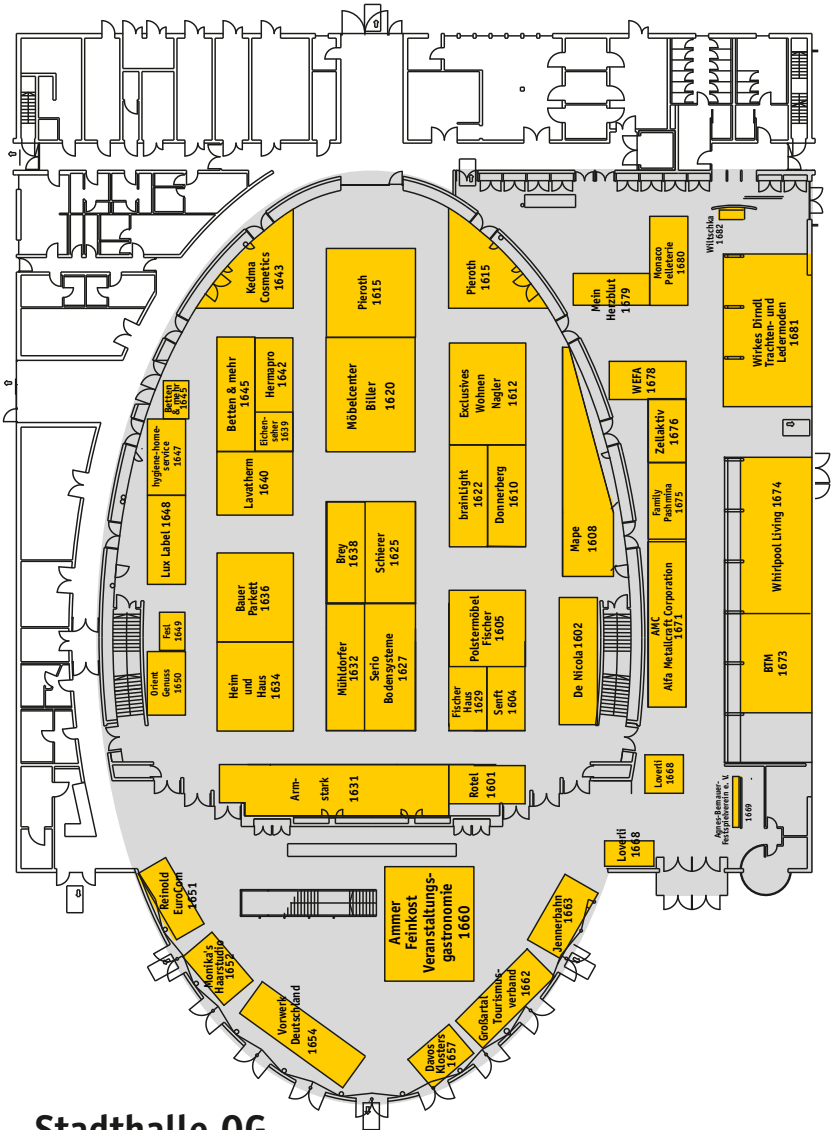 Wiltschka
1682
Kedma
Cosmetics
1643
Pieroth
1615
Pieroth
1615
Mein
Herzblut
1679
Monaco
Pelleterie
1680
Wirkes Dirndl
Trachten- und
Ledermoden
1681
Betten
& mehr
1645
Betten & mehr
1645
Hermapro
1642
Eichen-
seher
1639
Möbelcenter
Biller
1620
Exclusives
Wohnen
Nagler
1612
WEFA
1678
hygiene-home-
service
1647
Lavatherm
1640
brainLight
1622
Donnerberg
1610
Zellaktiv
1676
Lux Label 1648
Brey
1638
Schierer
1625
Mape
1608
Family
Pashmina
1675
Whirlpool Living 1674
Bauer
Parkett
1636
Fesl
1649
Orient
Genuss
1650
Heim
und
Haus
1634
Mühldorfer
1632
Serio
Bodensysteme
1627
Polstermöbel
Fischer
1605
Fischer
Haus
1629
Senft
1604
De Nicola 1602
AMC
Alfa Metallcraft Corporation
1671
BTM
1673
Arm-
stark
1631
Rotel
1601
Loverli
1668
Agnes-Bernauer-
Festspielverein e. V.
1669
Loverli
1668
Reinold
EuroCom
1651
Monika's
Haarstudio
1652
Vorwerk
Deutschland
1654
Ammer
Feinkost
Veranstaltungs-
gastronomie
1660
Jennerbahn
1663
Großartal
Tourismus-
verband
1662
Davos
Klosters
1657
Stadthalle OG